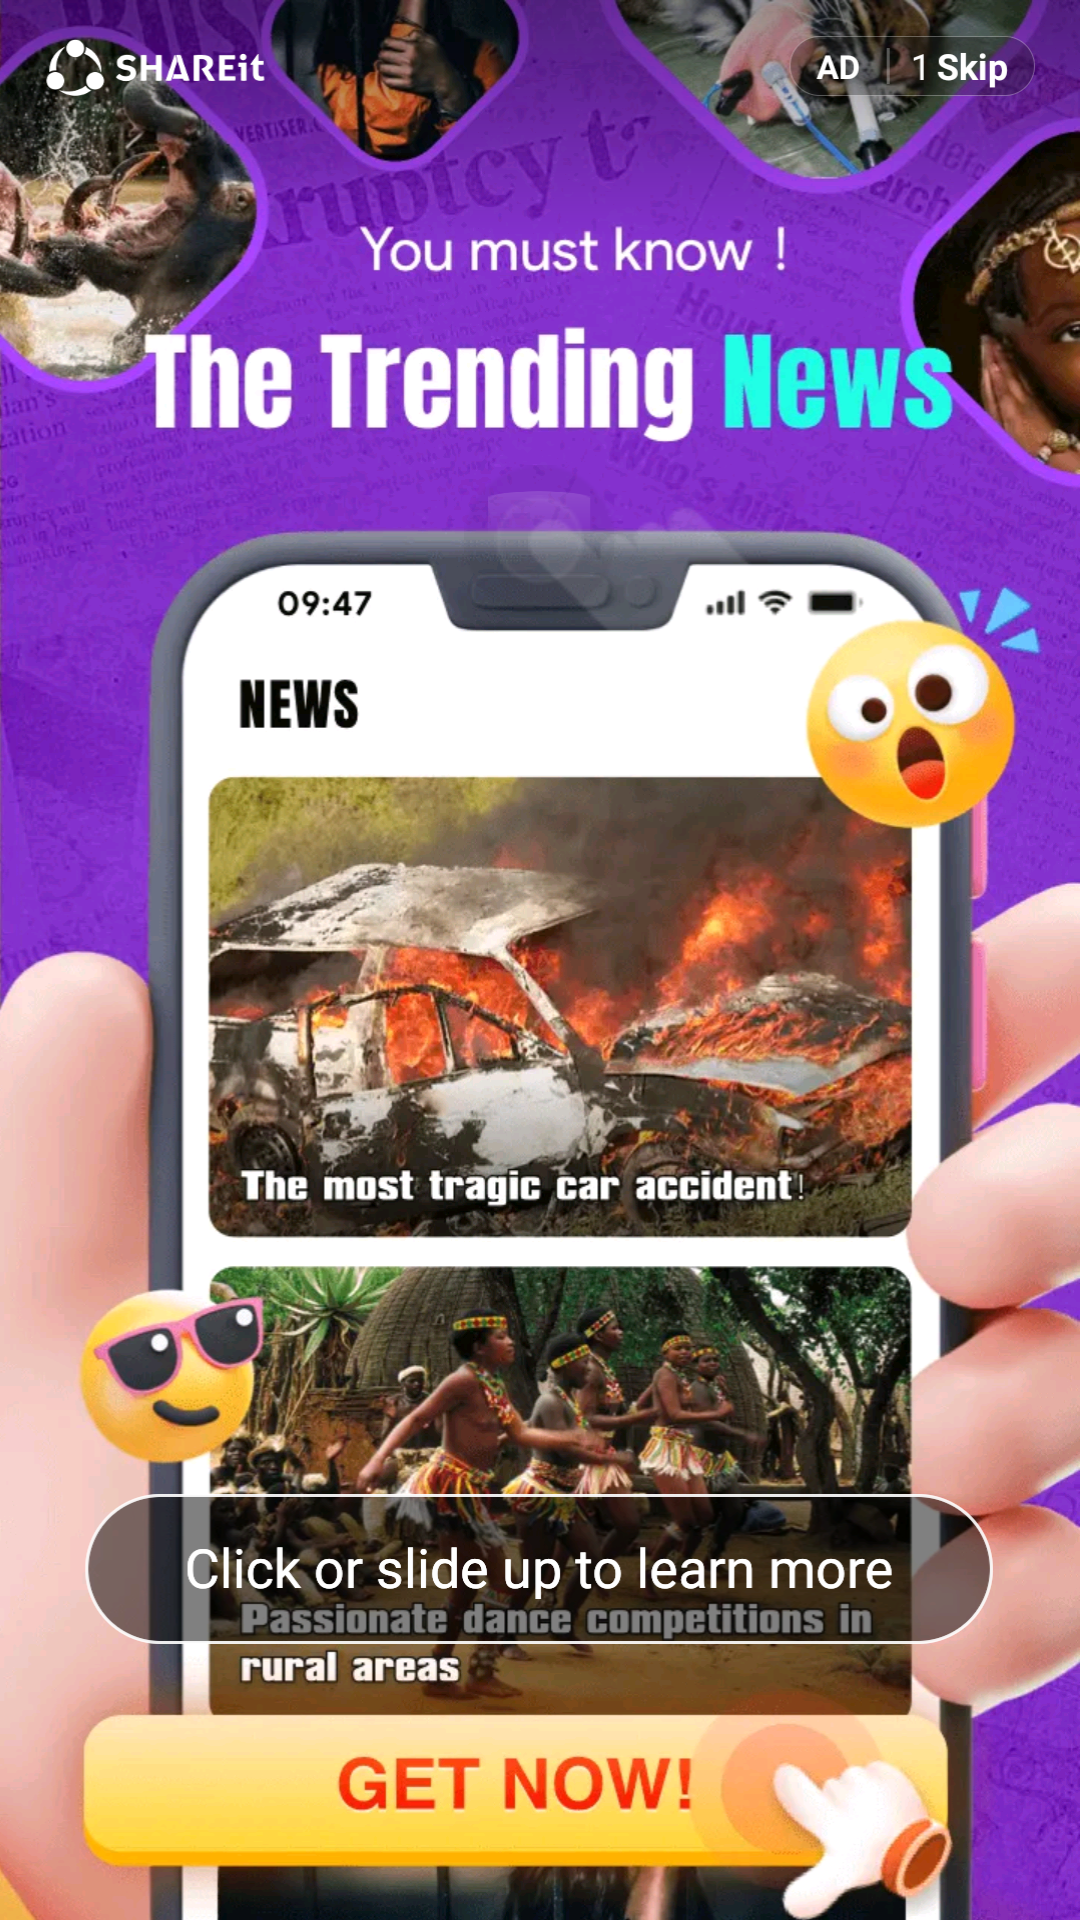 SHAREit
AD
1 Skip
You must know !
The Trending News
09:47
NEWS
The most tragic car accident!
Click or slide up to learn more
Passionate dance competitions in
rural areas
GET NOW!